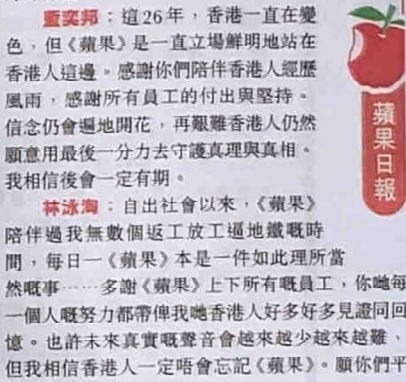 董奕邦：這26年，香港一直在變
色，但《蘋果》是一直立場鮮明地站在
香港人這邊。感謝你們陪伴香港人經歷
風雨，感謝所有員工的付出與堅持。
信念仍會遍地開花，再艱難香港人仍然
願意用最後一分力去守護真理與真相。
我相信後會一定有期。
林泳淘：自出社會以來，《蘋果》
陪伴過我無數個返工放工逼地鐵嘅時
間，每日一《蘋果》本是一件如此理所當
然嘅事……多謝《蘋果》上下所有嘅員工，你哋每
一個人嘅努力都帶俾我哋香港人好多好多見證同回
憶。也許未來真實嘅聲音會越來越少越來越難、
但我相信香港人一定唔會忘記《蘋果》。願你們平
蘋果日報